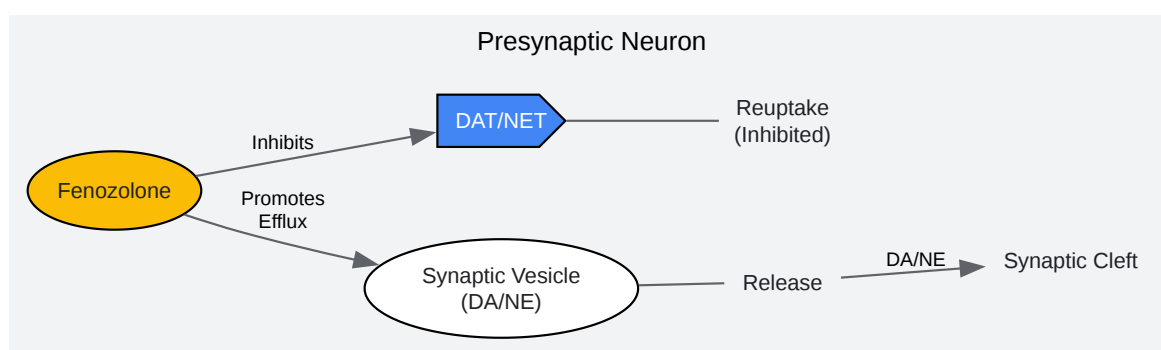 Presynaptic Neuron
DAT/NET
Reuptake
(Inhibited)
Inhibits
Fenozolone
Promotes
Efflux
Synaptic Vesicle
(DA/NE)
Release
DA/NE
Synaptic Cleft